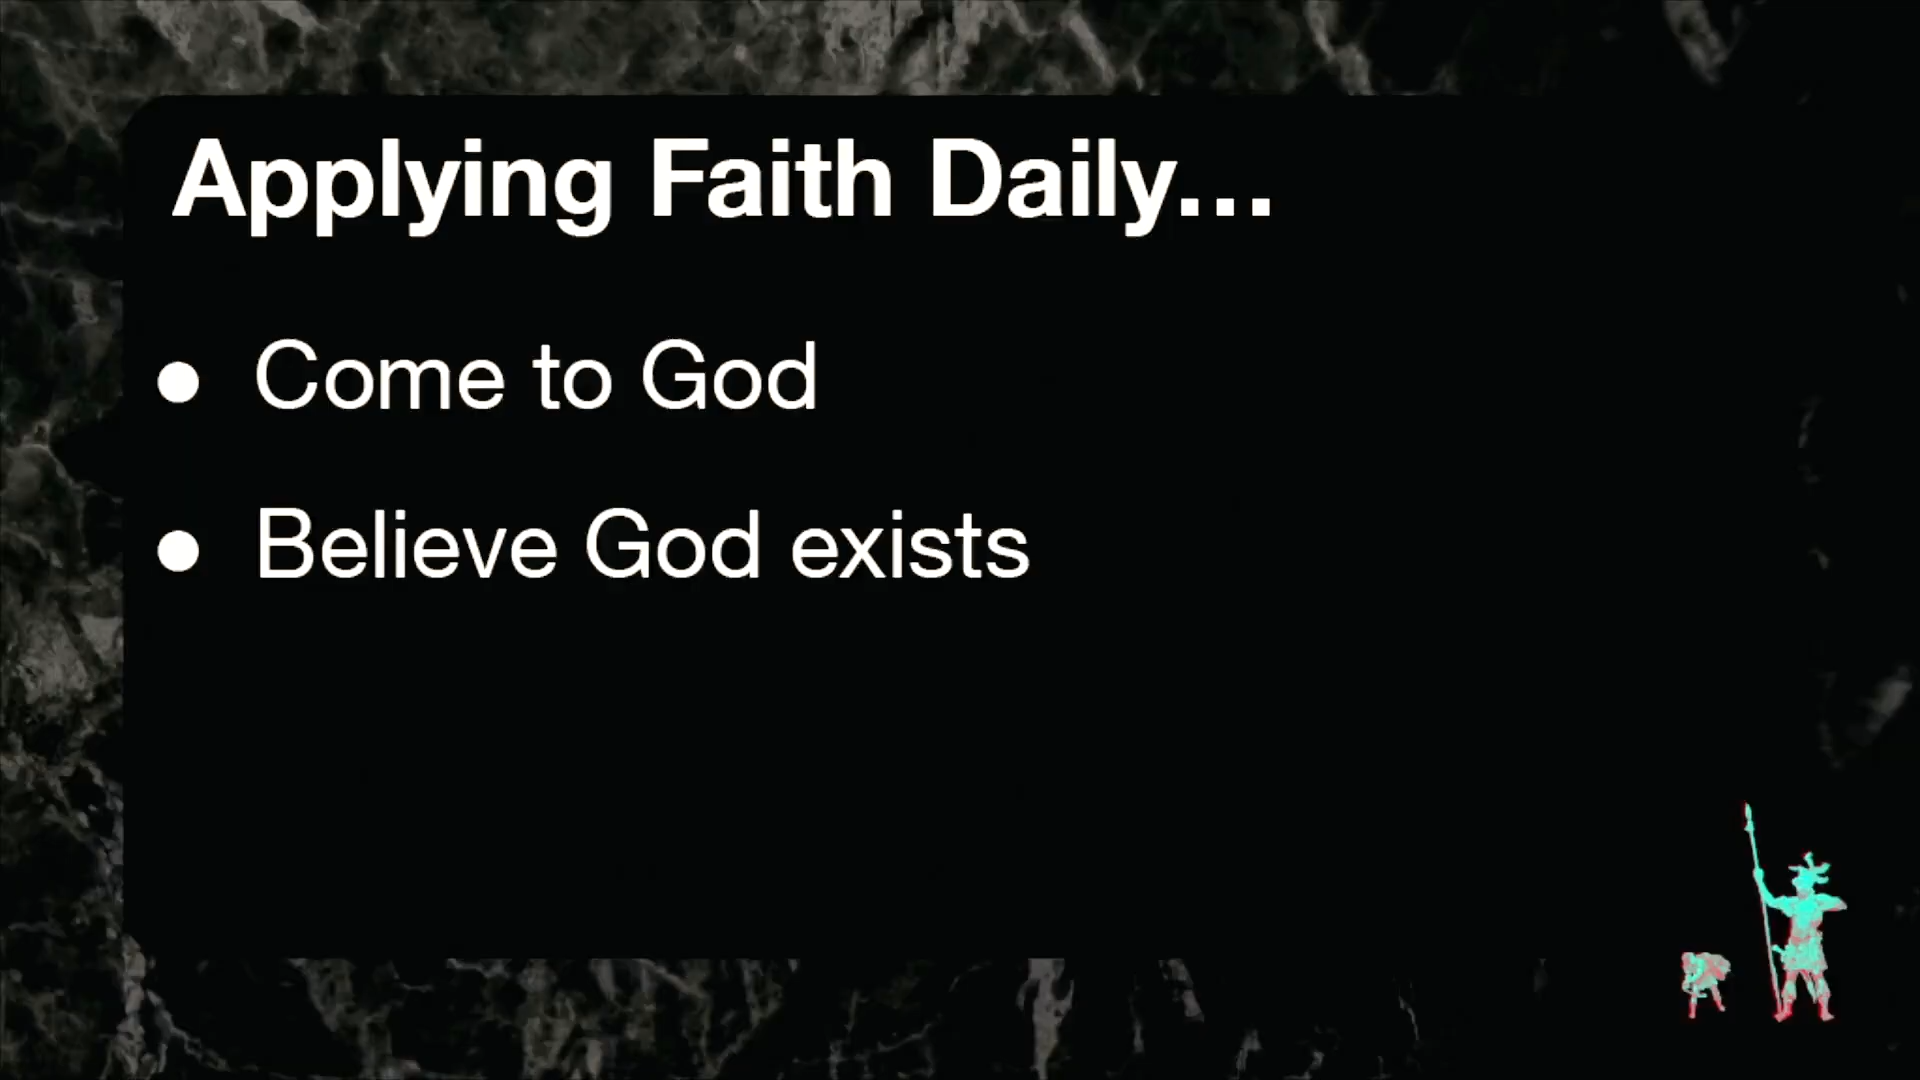 Applying Faith Daily...
● Come to God
● Believe God exists